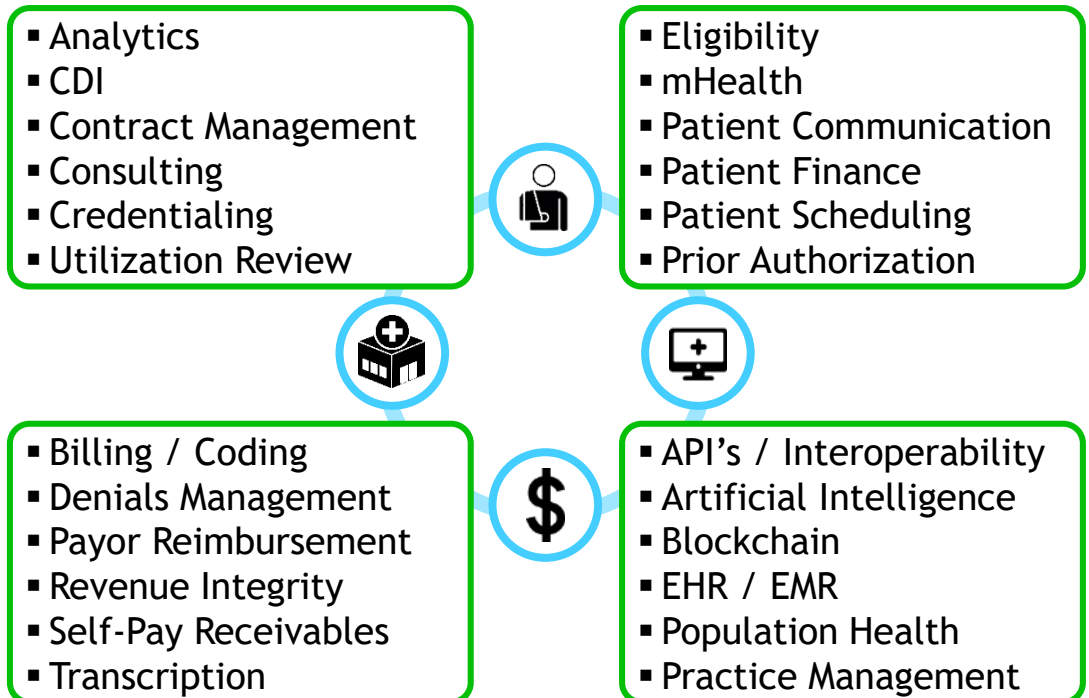 ▪ Analytics
▪ CDI
▪ Contract Management
▪ Consulting
▪ Credentialing
▪ Utilization Review
▪ Eligibility
▪ mHealth
▪ Patient Communication
▪ Patient Finance
▪ Patient Scheduling
▪ Prior Authorization
▪ Billing / Coding
▪ Denials Management
▪ Payor Reimbursement
▪ Revenue Integrity
▪ Self-Pay Receivables
▪ Transcription
$
▪ API’s / Interoperability
▪ Artificial Intelligence
▪ Blockchain
▪ EHR / EMR
▪ Population Health
▪ Practice Management